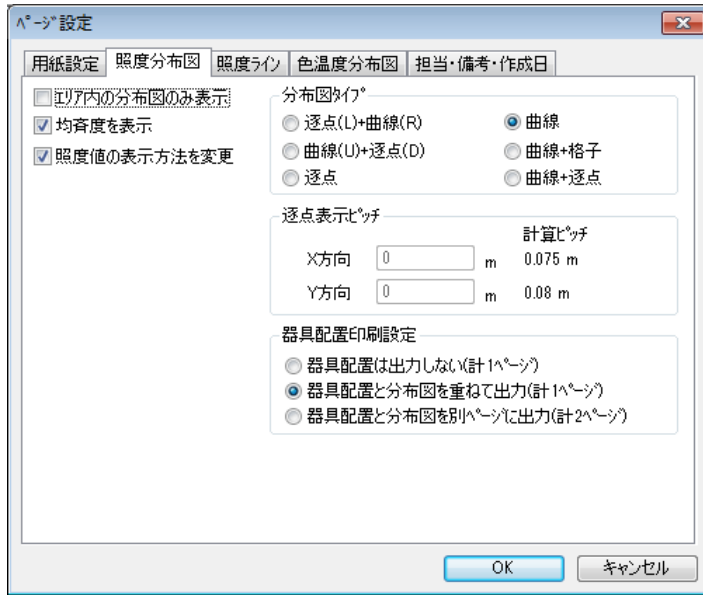 ﾍﾟｰｼﾞ設定
用紙設定 照度分布図 照度ﾗｲﾝ 色温度分布図 担当・備考・作成日
ｴﾘｱ内の分布図のみ表示
均斉度を表示
照度値の表示方法を変更
分布図ﾀｲﾌﾟ
逐点(L)+曲線(R) 曲線
曲線(U)+逐点(D) 曲線+格子
逐点 曲線+逐点
逐点表示ﾋﾟｯﾁ
計算ﾋﾟｯﾁ
X方向 0 m 0.075 m
Y方向 0 m 0.08 m
器具配置印刷設定
器具配置は出力しない(計1ﾍﾟｰｼﾞ)
器具配置と分布図を重ねて出力(計1ﾍﾟｰｼﾞ)
器具配置と分布図を別ﾍﾟｰｼﾞに出力(計2ﾍﾟｰｼﾞ)
OK キャンセル